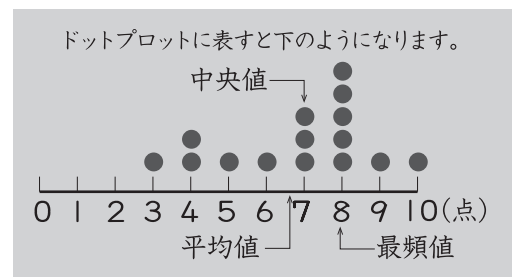 ドットプロットに表すと下のようになります。
中央値
0 1 2 3 4 5 6 7 8 9 10(点)
平均値
最頻値